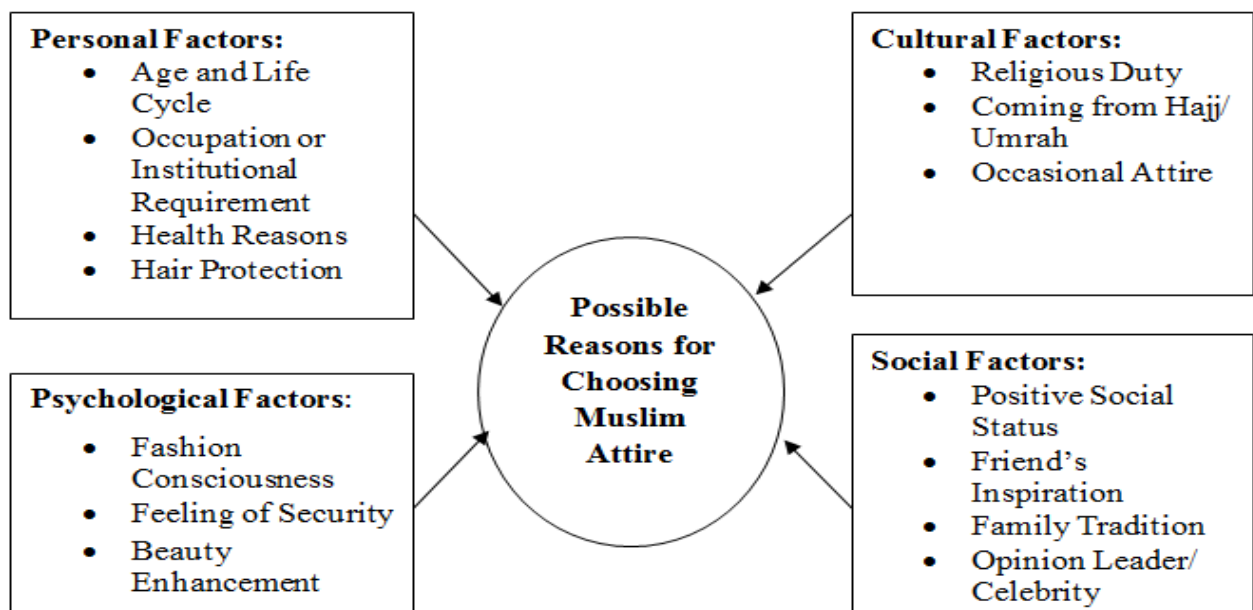 Personal Factors:
• Age and Life
Cycle
• Occupation or
Institutional
Requirement
• Health Reasons
• Hair Protection
Cultural Factors:
• Religious Duty
• Coming from Hajj/
Umrah
• Occasional Attire
Possible
Reasons for
Choosing
Muslim
Attire
Psychological Factors:
• Fashion
Consciousness
• Feeling of Security
• Beauty
Enhancement
Social Factors:
• Positive Social
Status
• Friend’s
Inspiration
• Family Tradition
• Opinion Leader/
Celebrity